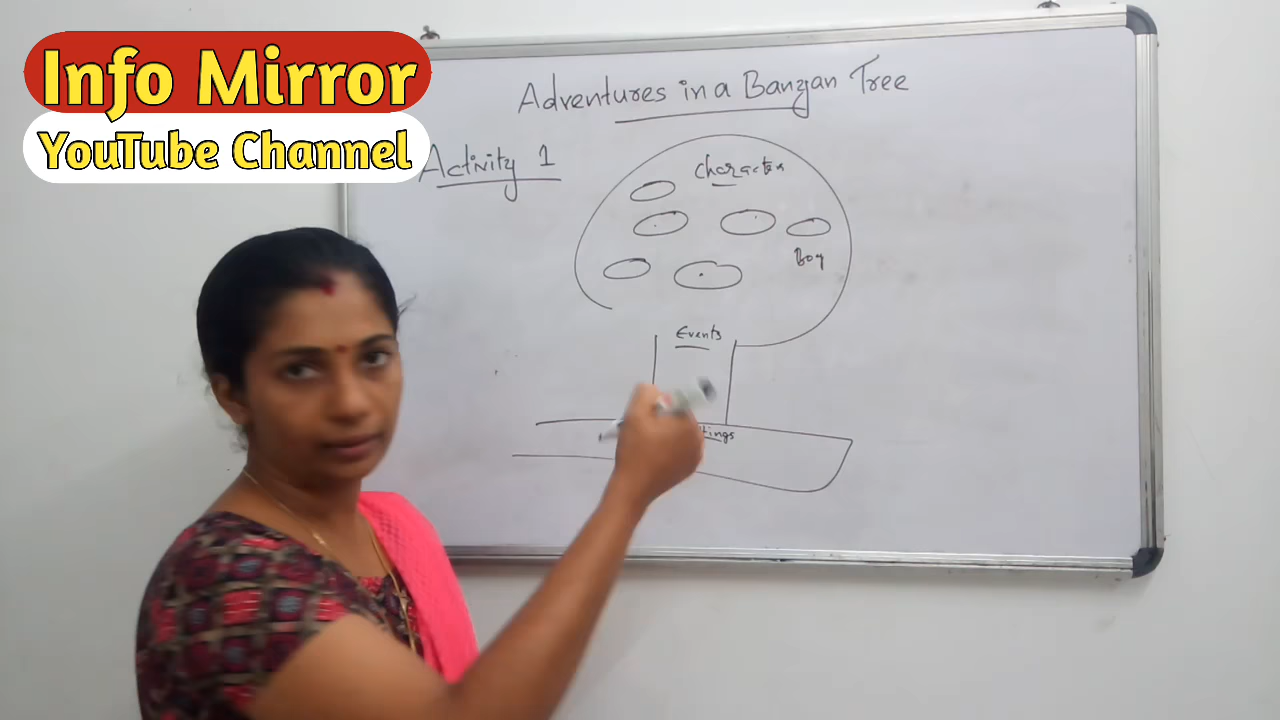 Info Mirror
YouTube Channel
Adventures in a Banyan Tree
Activity 1
Character
Boy
Events